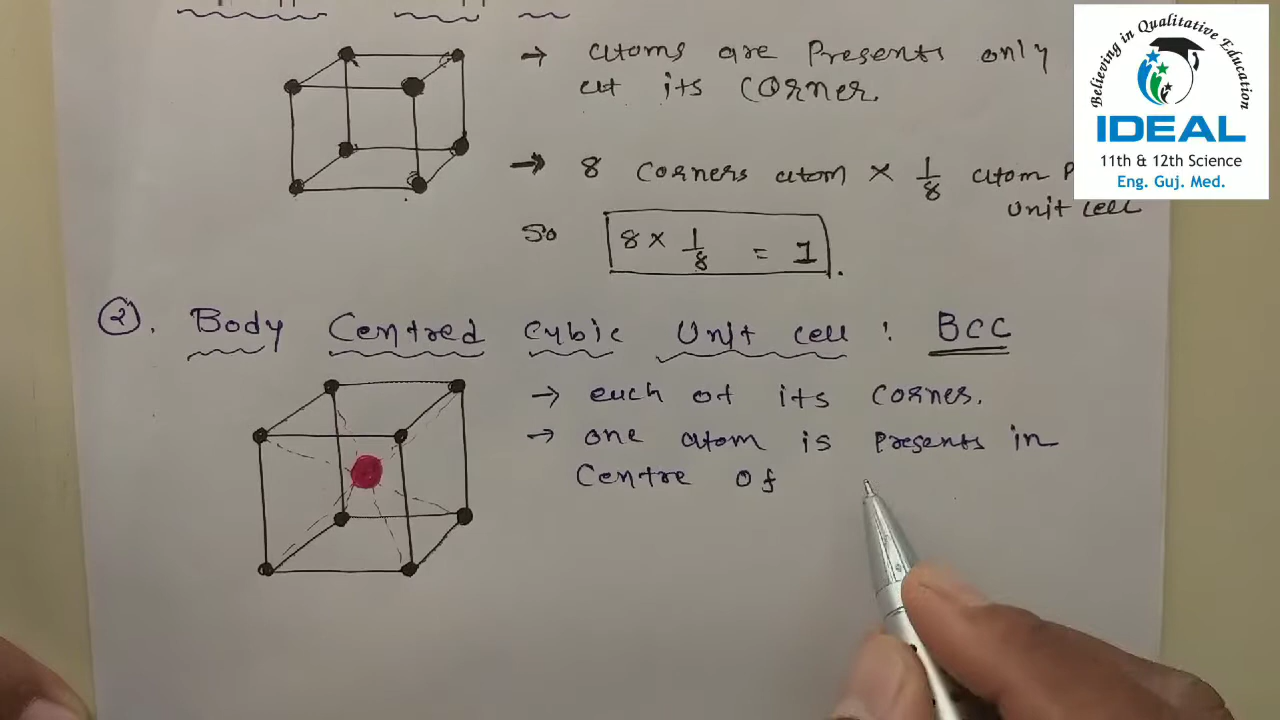 → atoms are Presents only
at its CORNER.
→ 8 Corners atom × 1/8 atom P
Unit cell
So 8 × 1/8 = 1.
②. Body Centred Cybic Unit cell : BCC
→ each of its Corner.
→ one atom is Presents in
Centre of
Believing in Qualitative Education
IDEAL
11th & 12th Science
Eng. Guj. Med.